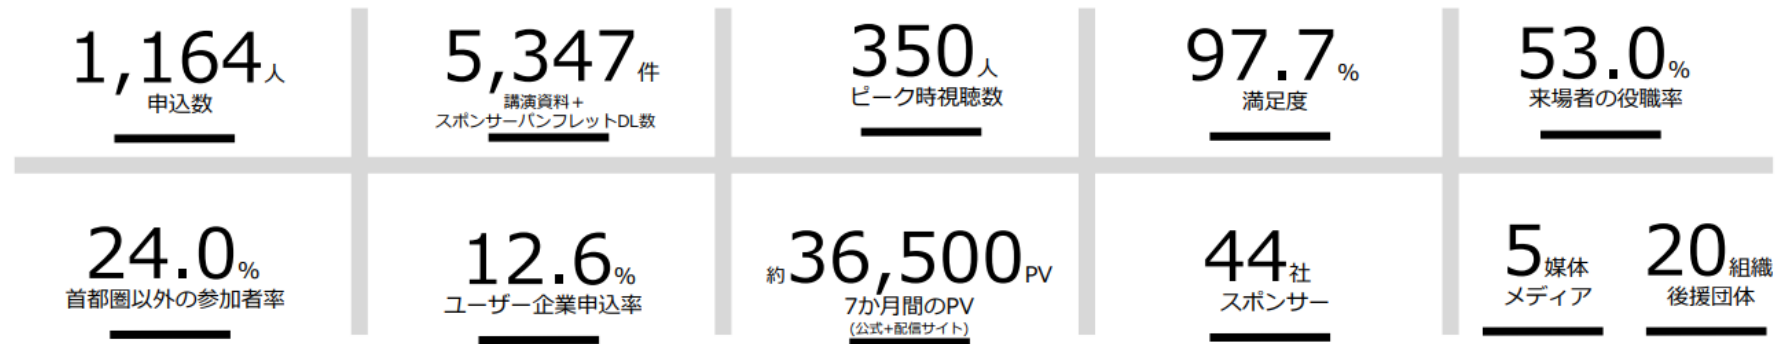 1,164人
申込数
5,347件
講演資料+
スポンサーパンフレットDL数
350人
ピーク時視聴数
97.7%
満足度
53.0%
来場者の役職率
24.0%
首都圏以外の参加者率
12.6%
ユーザー企業申込率
約36,500PV
7か月間のPV
(公式+配信サイト)
44社
スポンサー
5媒体
メディア
20組織
後援団体